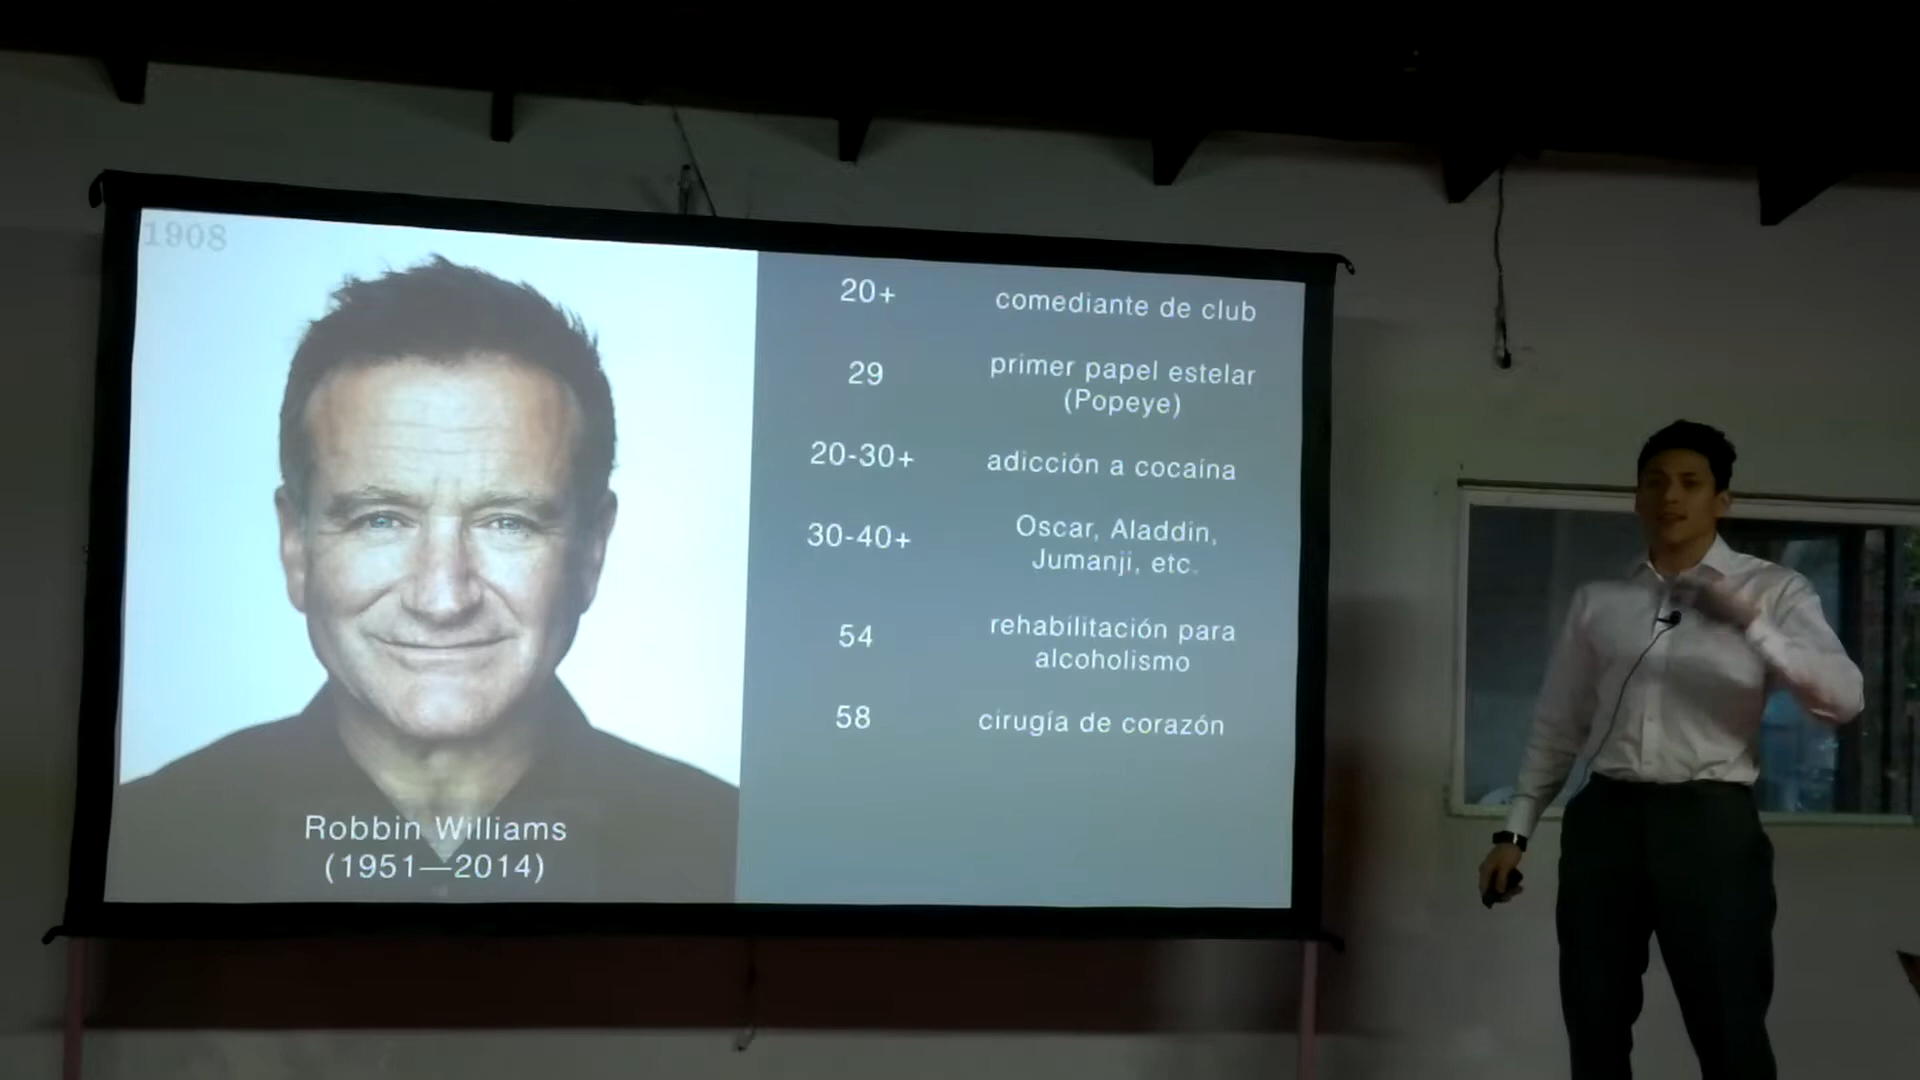 1908
Robbin Williams
(1951—2014)
20+ comediante de club
29 primer papel estelar
(Popeye)
20-30+ adicción a cocaína
30-40+ Oscar, Aladdin,
Jumanji, etc.
54 rehabilitación para
alcoholismo
58 cirugía de corazón